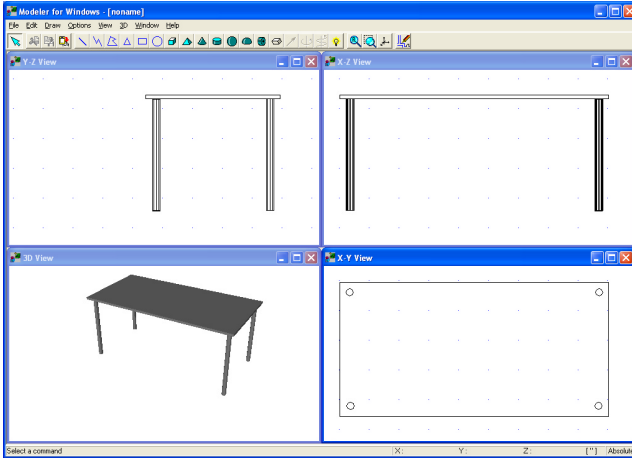 Modeler for Windows - [noname]
File Edit Draw Options View 3D Window Help
Y-Z View
X-Z View
3D View
X-Y View
Select a command X: Y: Z: ["] Absolute